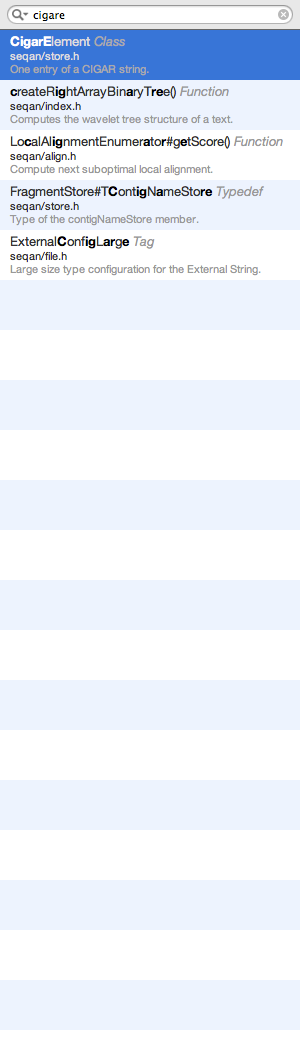 cigare
CigarElement Class
seqan/store.h
One entry of a CIGAR string.
createRightArrayBinaryTree() Function
seqan/index.h
Computes the wavelet tree structure of a text.
LocalAlignmentEnumerator#getScore() Function
seqan/align.h
Compute next suboptimal local alignment.
FragmentStore#TContigNameStore Typedef
seqan/store.h
Type of the contigNameStore member.
ExternalConfigLarge Tag
seqan/file.h
Large size type configuration for the External String.